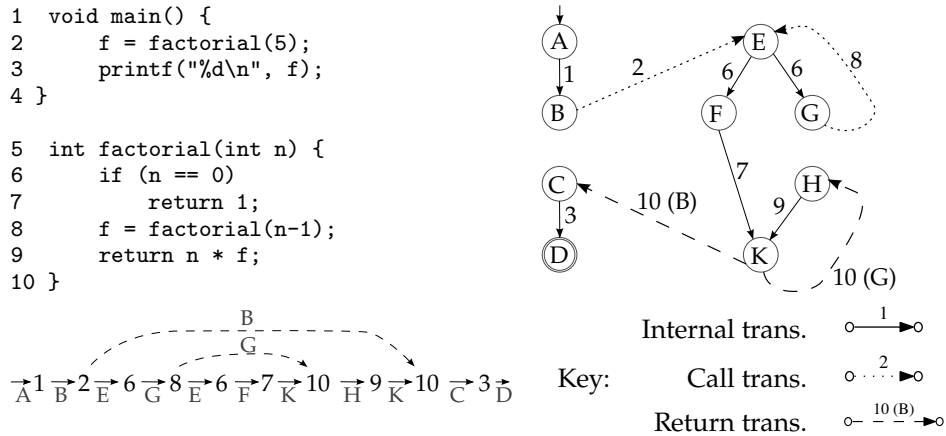 1 void main() {
2 f = factorial(5);
3 printf("%d\n", f);
4 }
5 int factorial(int n) {
6 if (n == 0)
7 return 1;
8 f = factorial(n-1);
9 return n * f;
10 }
A
1
B
2
E
6
6
8
F
G
7
C
10 (B)
H
3
9
D
K
10 (G)
B
G
1 2 6 8 6 7 10 9 10 3
A B E G E F K H K C D
Key:
Internal trans. 1
Call trans. 2
Return trans. 10 (B)